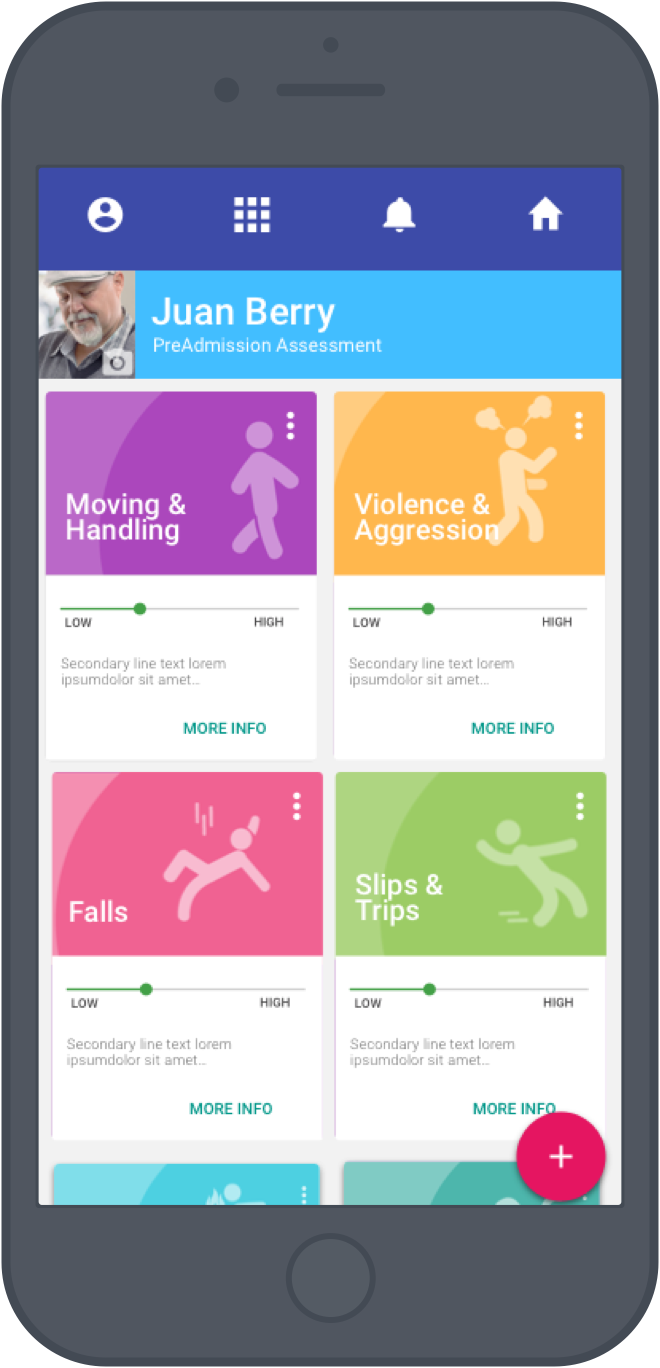 Juan Berry
PreAdmission Assessment
Moving &
Handling
LOW
HIGH
Secondary line text lorem
ipsumdolor sit amet...
MORE INFO
Violence &
Aggression
LOW
HIGH
Secondary line text lorem
ipsumdolor sit amet...
MORE INFO
Falls
LOW
HIGH
Secondary line text lorem
ipsumdolor sit amet...
MORE INFO
Slips &
Trips
LOW
HIGH
Secondary line text lorem
ipsumdolor sit amet...
MORE INFO
+